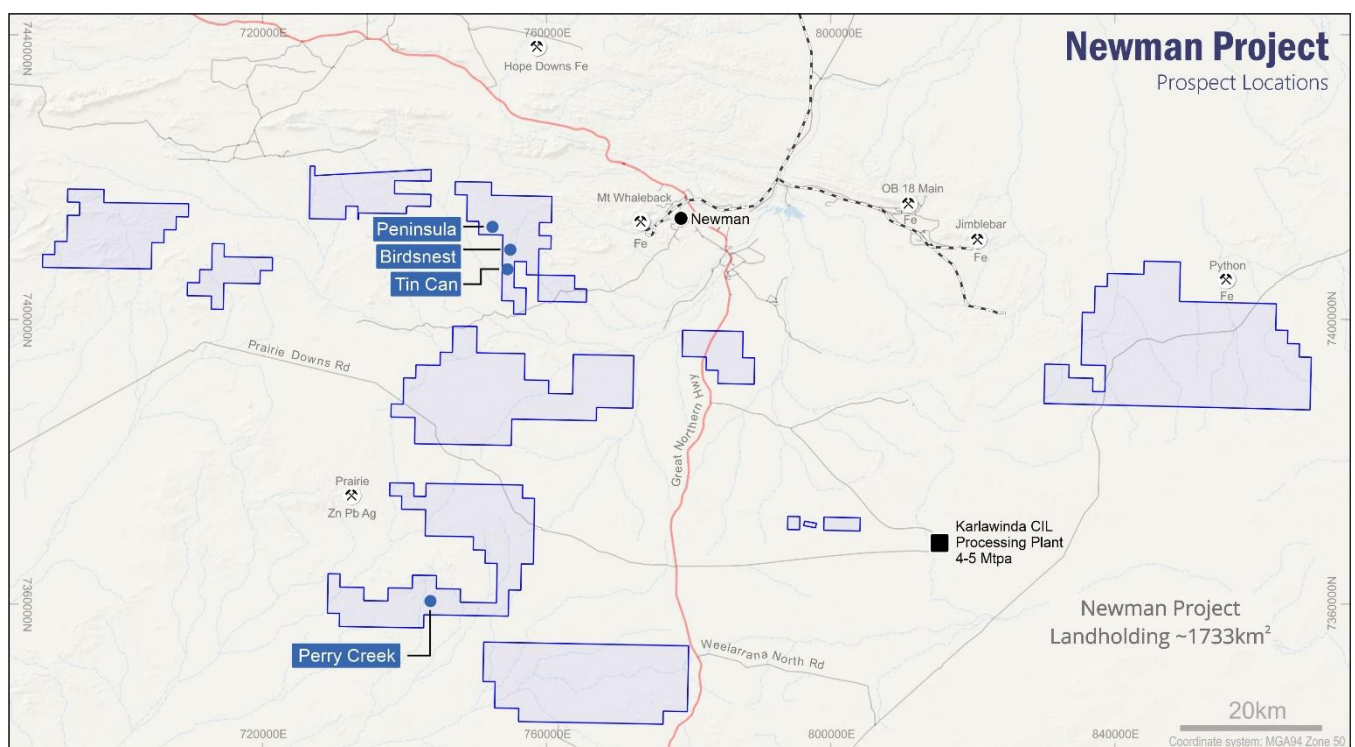 720000E
760000E
800000E
7440000N
Newman Project
Prospect Locations
Hope Downs Fe
OB 18 Main
Fe
Mt Whaleback
Fe
Newman
Jimblebar
Fe
Peninsula
Birdsnest
Tin Can
Python
Fe
7400000N
7400000N
Prairie Downs Rd
Great Northern Hwy
Prairie
Zn Pb Ag
Karlawinda CIL
Processing Plant
4-5 Mtpa
7360000N
7360000N
Newman Project
Landholding ~1733km²
Perry Creek
Weelarrana North Rd
20km
720000E
760000E
800000E
840000E
Coordinate system: MGA94 Zone 50